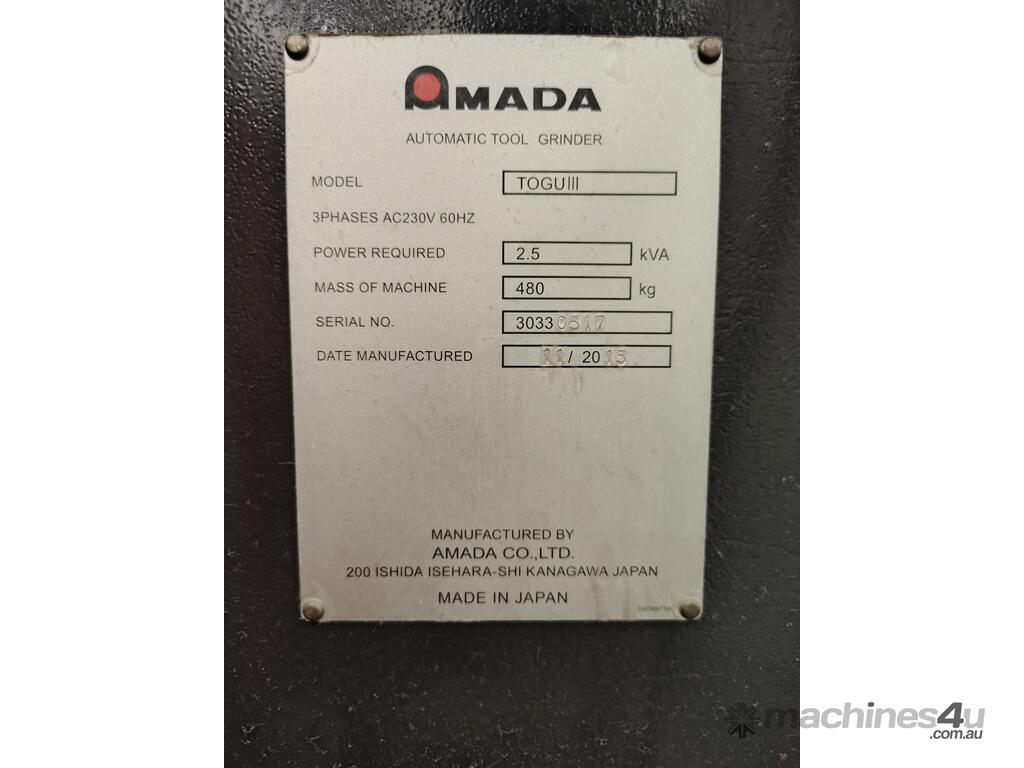 AMADA
AUTOMATIC TOOL GRINDER
MODEL TOGUIII
3PHASES AC230V 60HZ
POWER REQUIRED 2.5 kVA
MASS OF MACHINE 480 kg
SERIAL NO. 30330517
DATE MANUFACTURED 11/ 2015
MANUFACTURED BY
AMADA CO.,LTD.
200 ISHIDA ISEHARA-SHI KANAGAWA JAPAN
MADE IN JAPAN
machines4u
.com.au